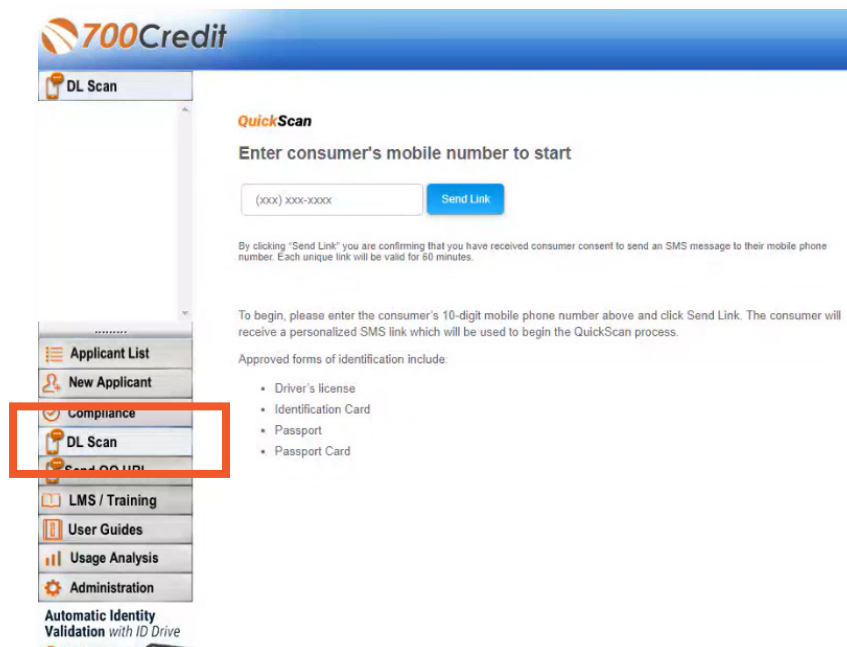 700Credit
DL Scan
QuickScan
Enter consumer's mobile number to start
(xxx) xxx-xxxx
Send Link
By clicking "Send Link" you are confirming that you have received consumer consent to send an SMS message to their mobile phone
number. Each unique link will be valid for 60 minutes.
To begin, please enter the consumer's 10-digit mobile phone number above and click Send Link. The consumer will
receive a personalized SMS link which will be used to begin the QuickScan process.
Approved forms of identification include:
• Driver's license
• Identification Card
• Passport
• Passport Card
Applicant List
New Applicant
Compliance
DL Scan
Send QQ URL
LMS / Training
User Guides
Usage Analysis
Administration
Automatic Identity
Validation with ID Drive